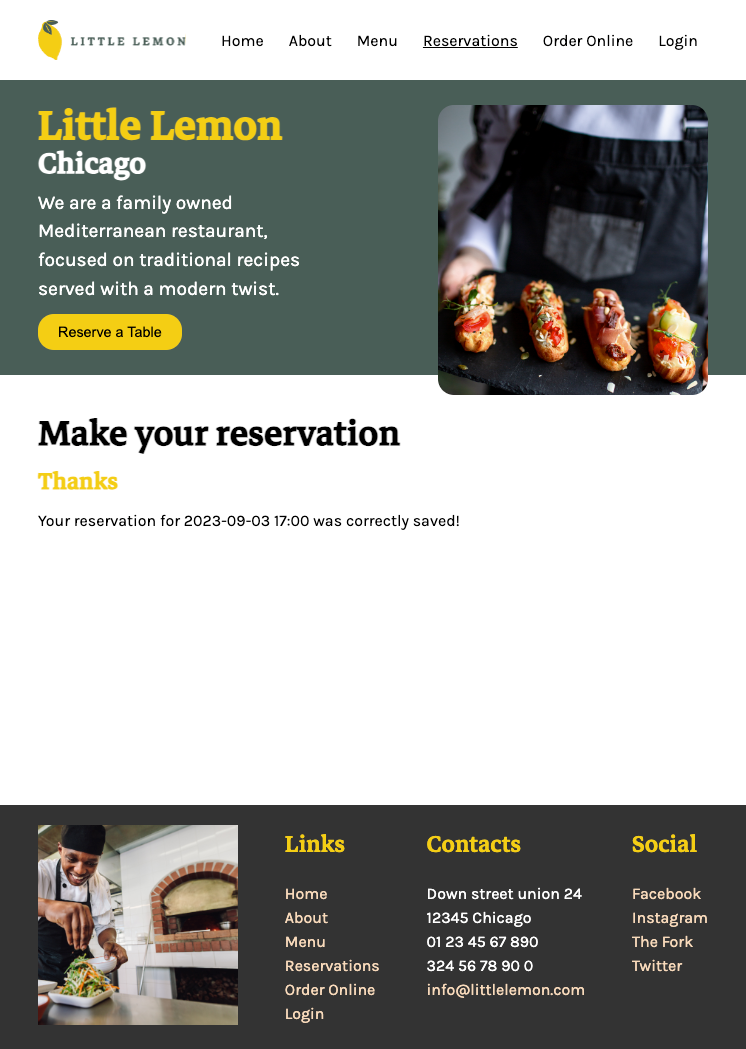 LITTLE LEMON
Home About Menu Reservations Order Online Login
Little Lemon
Chicago
We are a family owned
Mediterranean restaurant,
focused on traditional recipes
served with a modern twist.
Reserve a Table
Make your reservation
Thanks
Your reservation for 2023-09-03 17:00 was correctly saved!
Links
Home
About
Menu
Reservations
Order Online
Login
Contacts
Down street union 24
12345 Chicago
01 23 45 67 890
324 56 78 90 0
info@littlelemon.com
Social
Facebook
Instagram
The Fork
Twitter